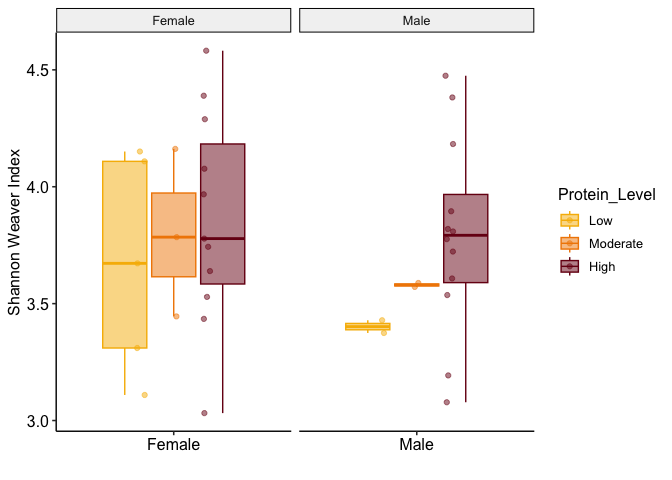 Female
Male
4.5
4.0
3.5
3.0
Shannon Weaver Index
Female
Male
Protein_Level
Low
Moderate
High